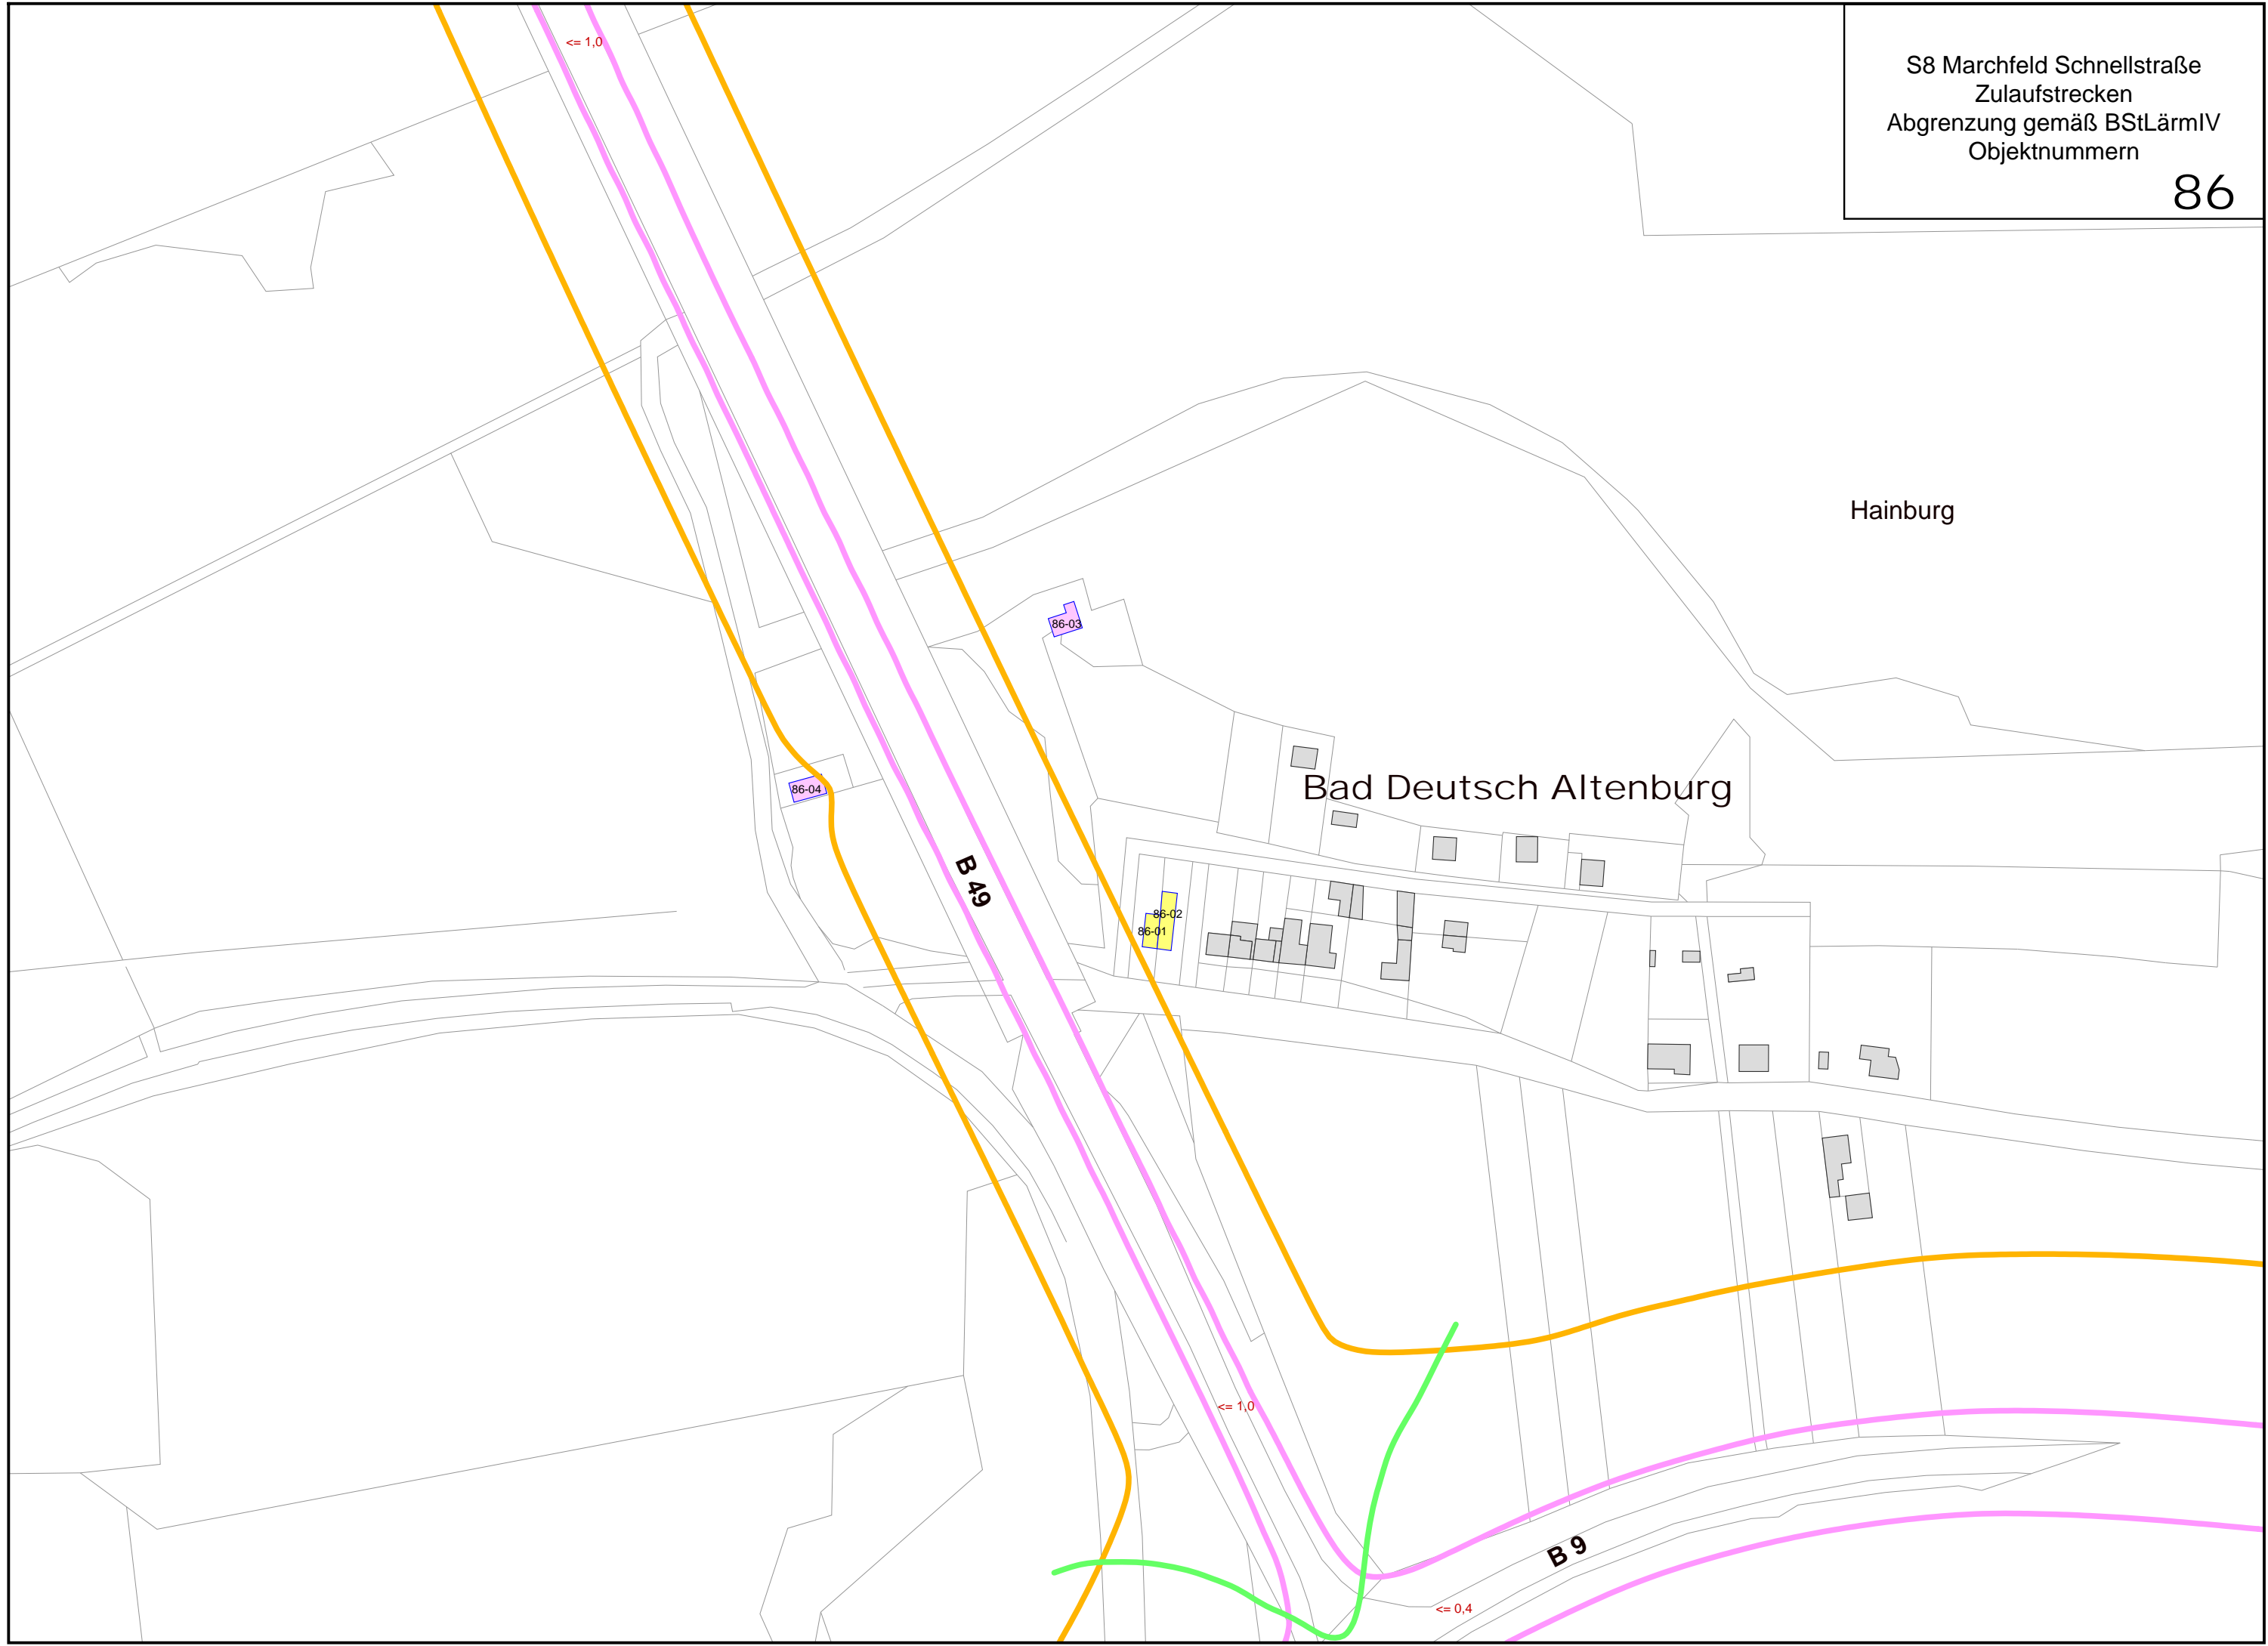 <= 1,0
S8 Marchfeld Schnellstraße
Zulaufstrecken
Abgrenzung gemäß BStLärmIV
Objektnummern
86
Hainburg
86-03
Bad Deutsch Altenburg
86-04
B 49
86-02
86-01
<= 1,0
B 9
<= 0,4